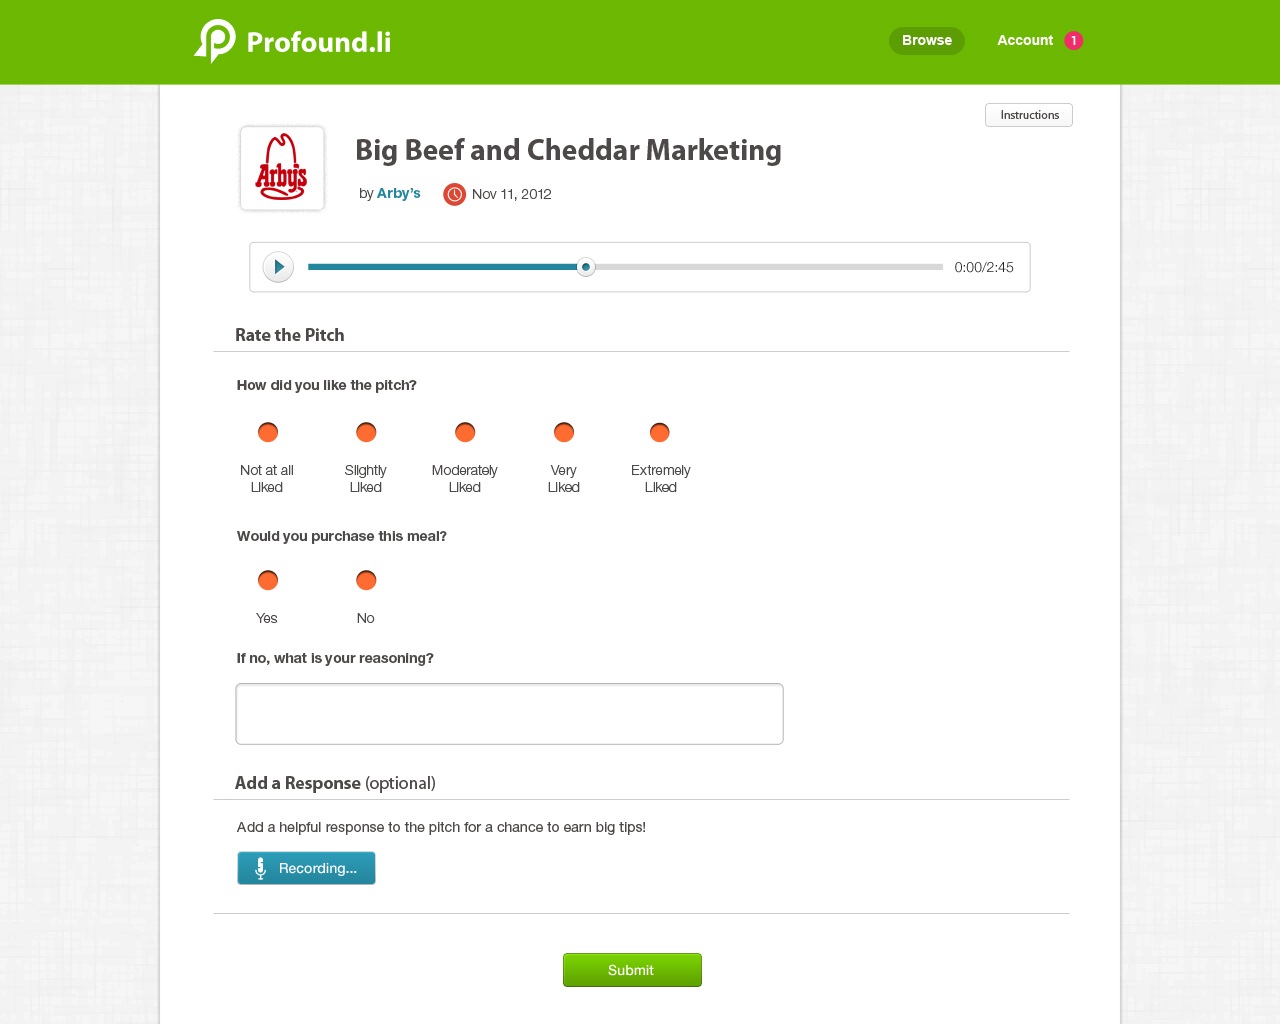 Profound.li
Browse
Account 1
Instructions
Arby's
Big Beef and Cheddar Marketing
by Arby's
Nov 11, 2012
0:00/2:45
Rate the Pitch
How did you like the pitch?
Not at all Liked
Slightly Liked
Moderately Liked
Very Liked
Extremely Liked
Would you purchase this meal?
Yes
No
If no, what is your reasoning?
Add a Response (optional)
Add a helpful response to the pitch for a chance to earn big tips!
Recording...
Submit